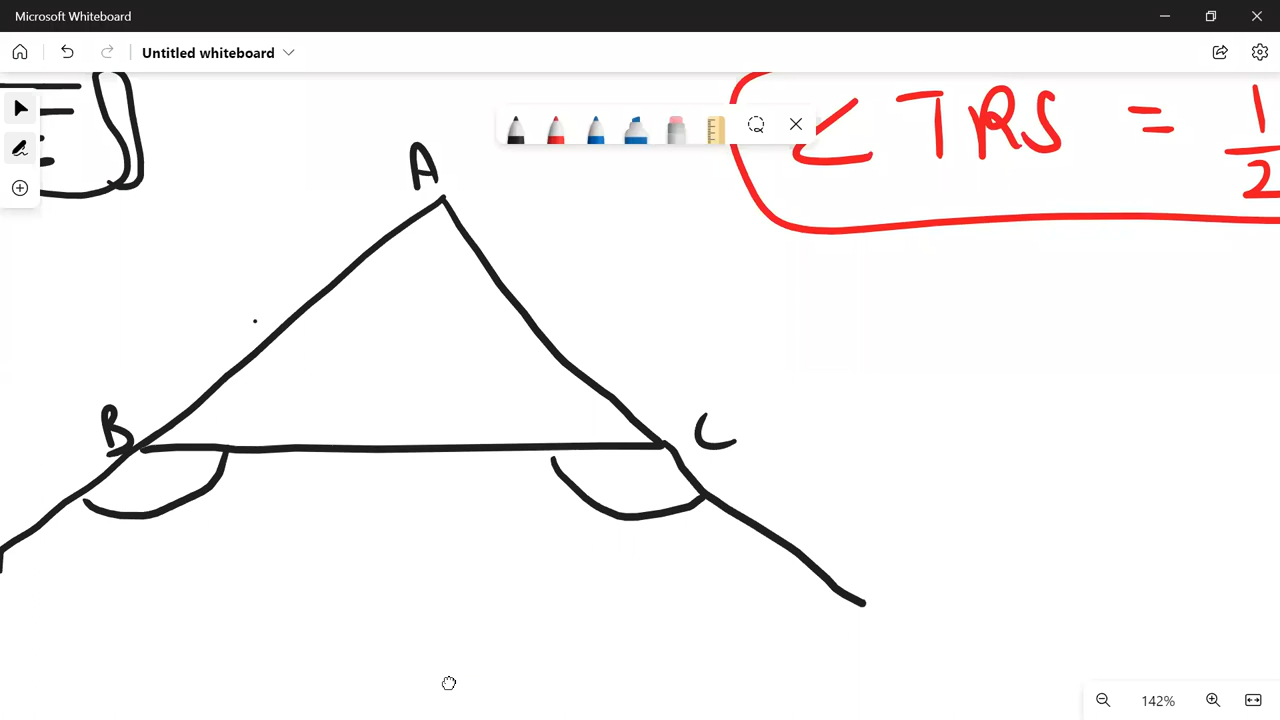 Microsoft Whiteboard
Untitled whiteboard
∠TRS = 1/2
A
B
C
142%